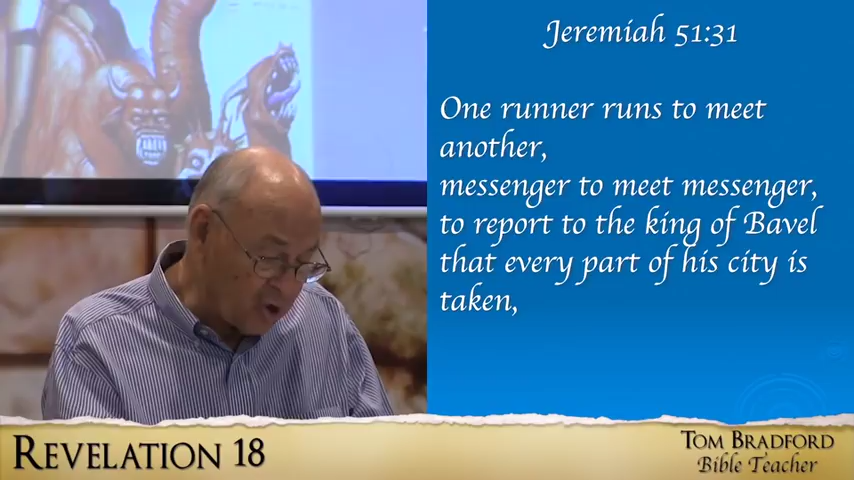 Jeremiah 51:31
One runner runs to meet
another,
messenger to meet messenger,
to report to the king of Bavel
that every part of his city is
taken,
REVELATION 18
TOM BRADFORD
Bible Teacher